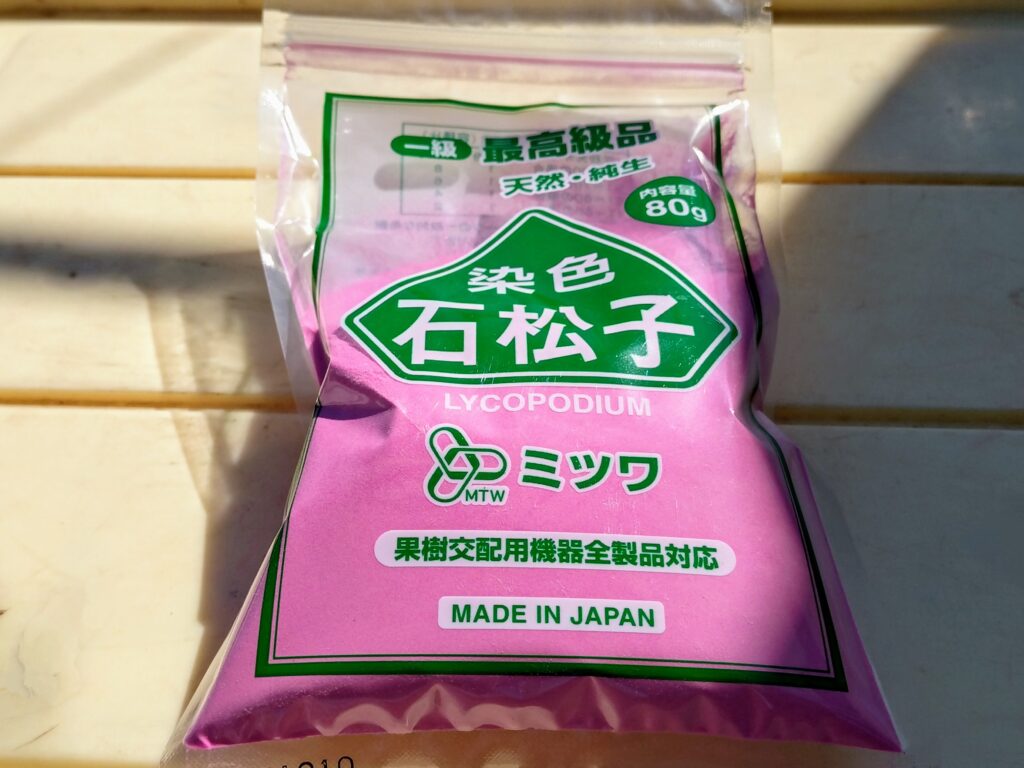 一級 最高級品
天然・純生
内容量
80g
染色
石松子
LYCOPODIUM
MTW ミツワ
果樹交配用機器全製品対応
MADE IN JAPAN